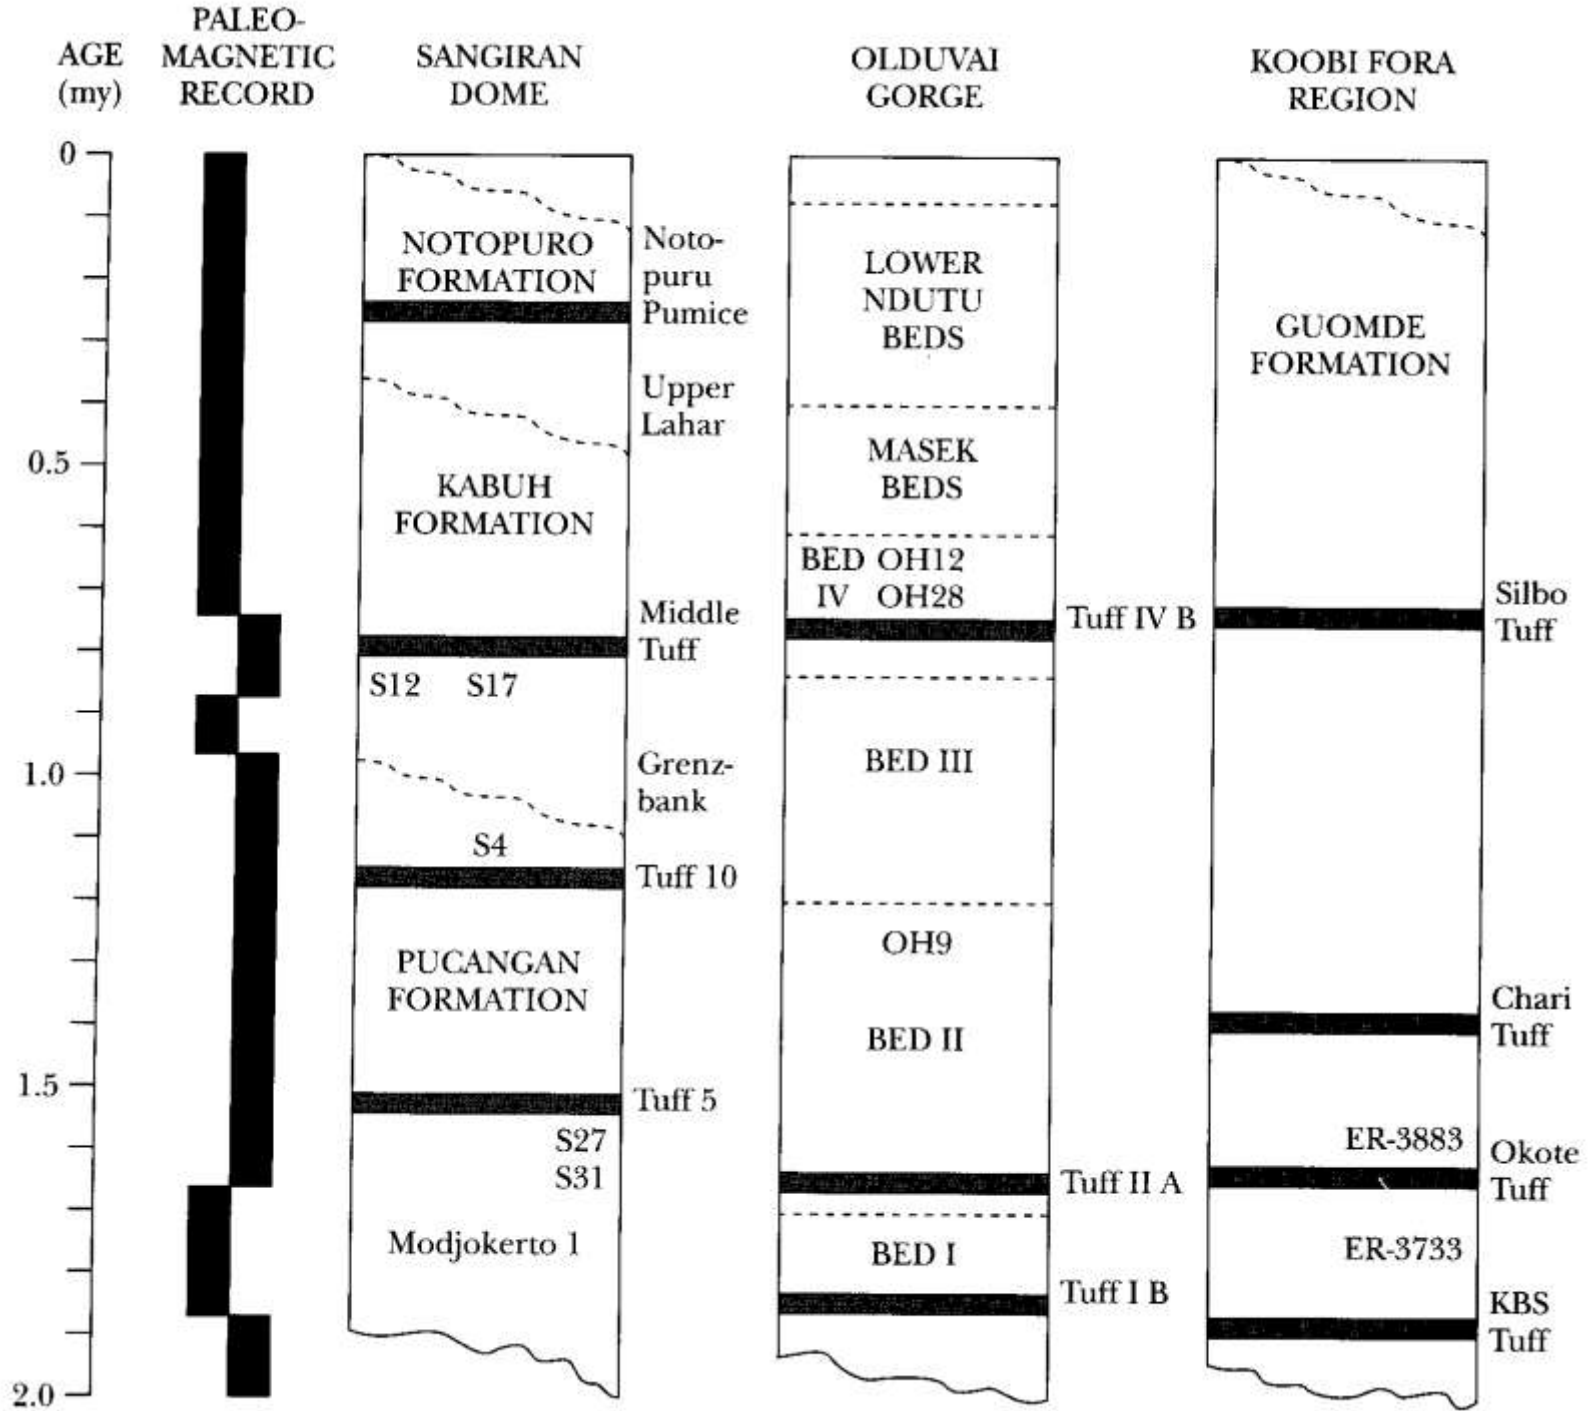 AGE
(my)
PALEO-
MAGNETIC
RECORD
SANGIRAN
DOME
OLDUVAI
GORGE
KOOBI FORA
REGION
0
0.5
1.0
1.5
2.0
NOTOPURO
FORMATION
Noto-
puru
Pumice
Upper
Lahar
KABUH
FORMATION
Middle
Tuff
S12 S17
Grenz-
bank
S4
Tuff 10
PUCANGAN
FORMATION
Tuff 5
S27
S31
Modjokerto 1
LOWER
NDUTU
BEDS
MASEK
BEDS
BED OH12
IV OH28
Tuff IV B
BED III
OH9
BED II
Tuff II A
BED I
Tuff I B
GUOMDE
FORMATION
Silbo
Tuff
Chari
Tuff
ER-3883
Okote
Tuff
ER-3733
KBS
Tuff